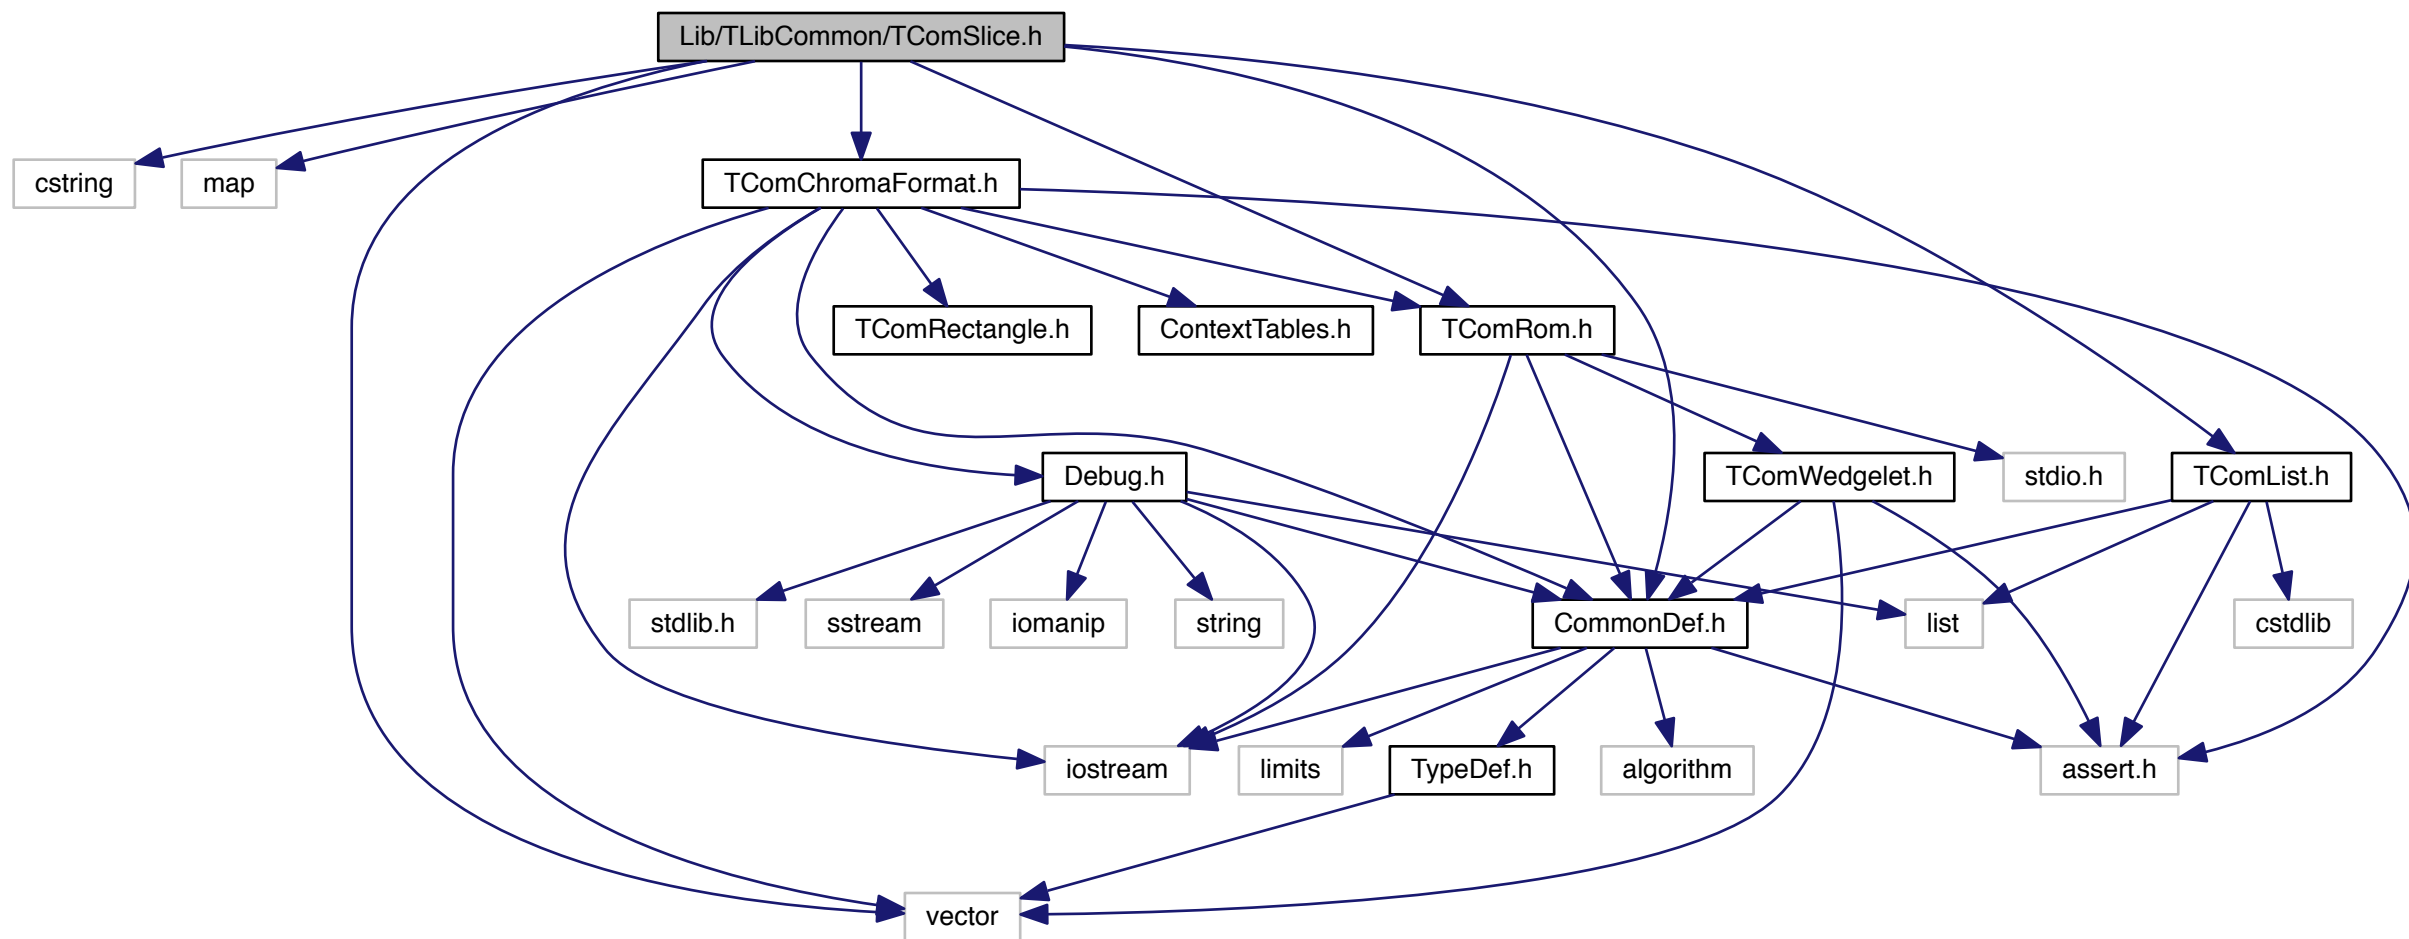 Lib/TLibCommon/TComSlice.h
cstring
map
TComChromaFormat.h
TComRectangle.h
ContextTables.h
TComRom.h
Debug.h
TComWedgelet.h
stdio.h
TComList.h
stdlib.h
sstream
iomanip
string
CommonDef.h
list
cstdlib
iostream
limits
TypeDef.h
algorithm
assert.h
vector